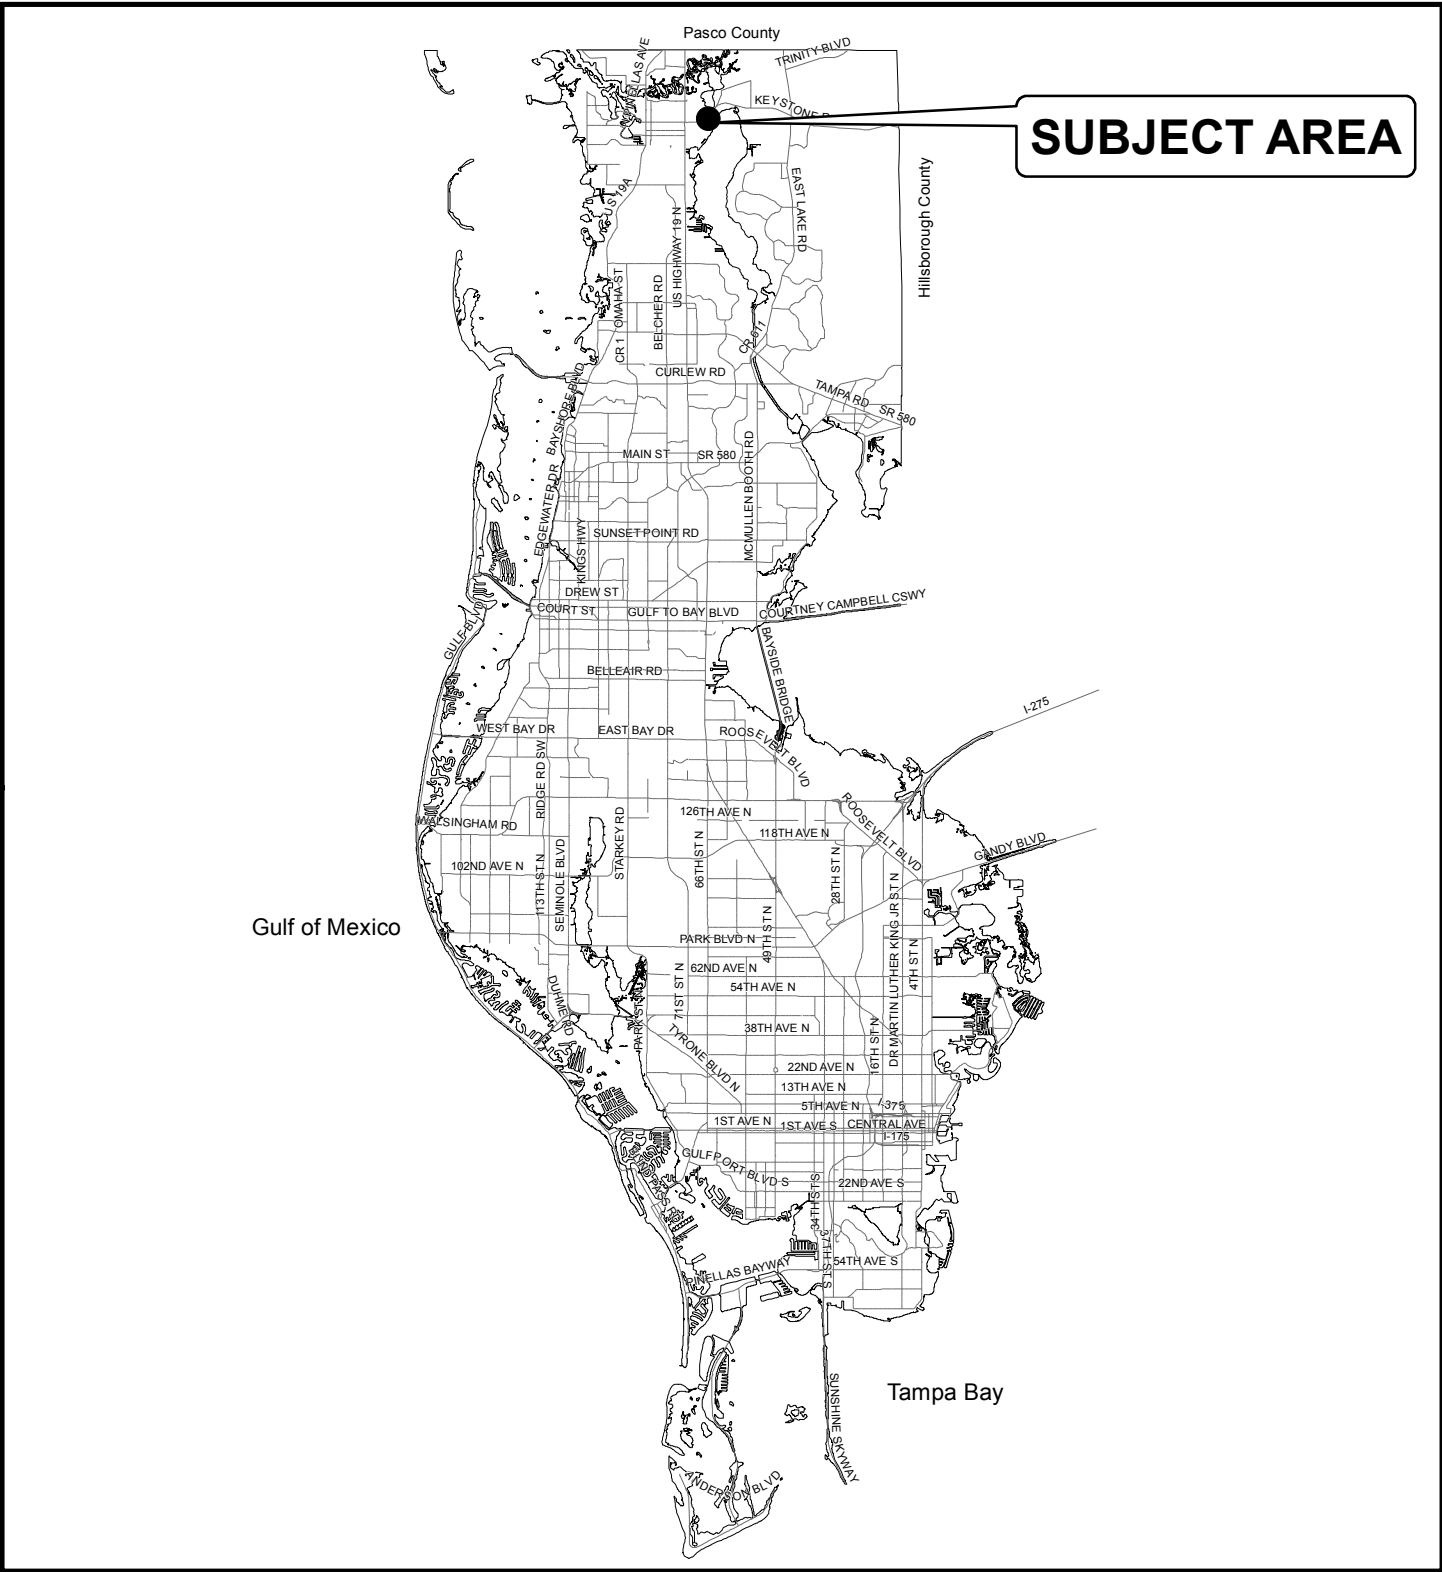 Pasco County
PINELLAS AVE
TRINITY BLVD
KEYSTONE
SUBJECT AREA
EAST LAKE RD
Hillsborough County
US 19A
US HIGHWAY 19 N
OMAHA ST
CR 1
BELCHER RD
CR 611
CURLEW RD
BAYSHORE BLVD
TAMPA RD
SR 580
MAIN ST
SR 580
MCMULLEN BOOTH RD
EDGEWATER DR
KINGS HWY
SUNSET POINT RD
DREW ST
COURT ST
GULF TO BAY BLVD
COURTNEY CAMPBELL CSWY
GULF BLVD
BAYSIDE BRIDGE
BELLEAIR RD
I-275
WEST BAY DR
EAST BAY DR
ROOSEVELT BLVD
RIDGE RD SW
ROOSEVELT BLVD
126TH AVE N
WALSINGHAM RD
STARKEY RD
118TH AVE N
GANDY BLVD
102ND AVE N
113TH ST N
SEMINOLE BLVD
66TH ST N
28TH ST N
DR MARTIN LUTHER KING JR ST N
Gulf of Mexico
49TH ST N
PARK BLVD N
4TH ST N
62ND AVE N
71ST ST N
54TH AVE N
DUHME RD
PARK ST N
38TH AVE N
16TH ST N
TYRONE BLVD N
22ND AVE N
13TH AVE N
5TH AVE N
I-375
1ST AVE N
1ST AVE S
CENTRAL AVE
I-175
GULFPORT BLVD S
22ND AVE S
34TH ST S
37TH ST S
54TH AVE S
PINELLAS BAYWAY
Tampa Bay
SUNSHINE SKYWAY
ANDERSON BLVD